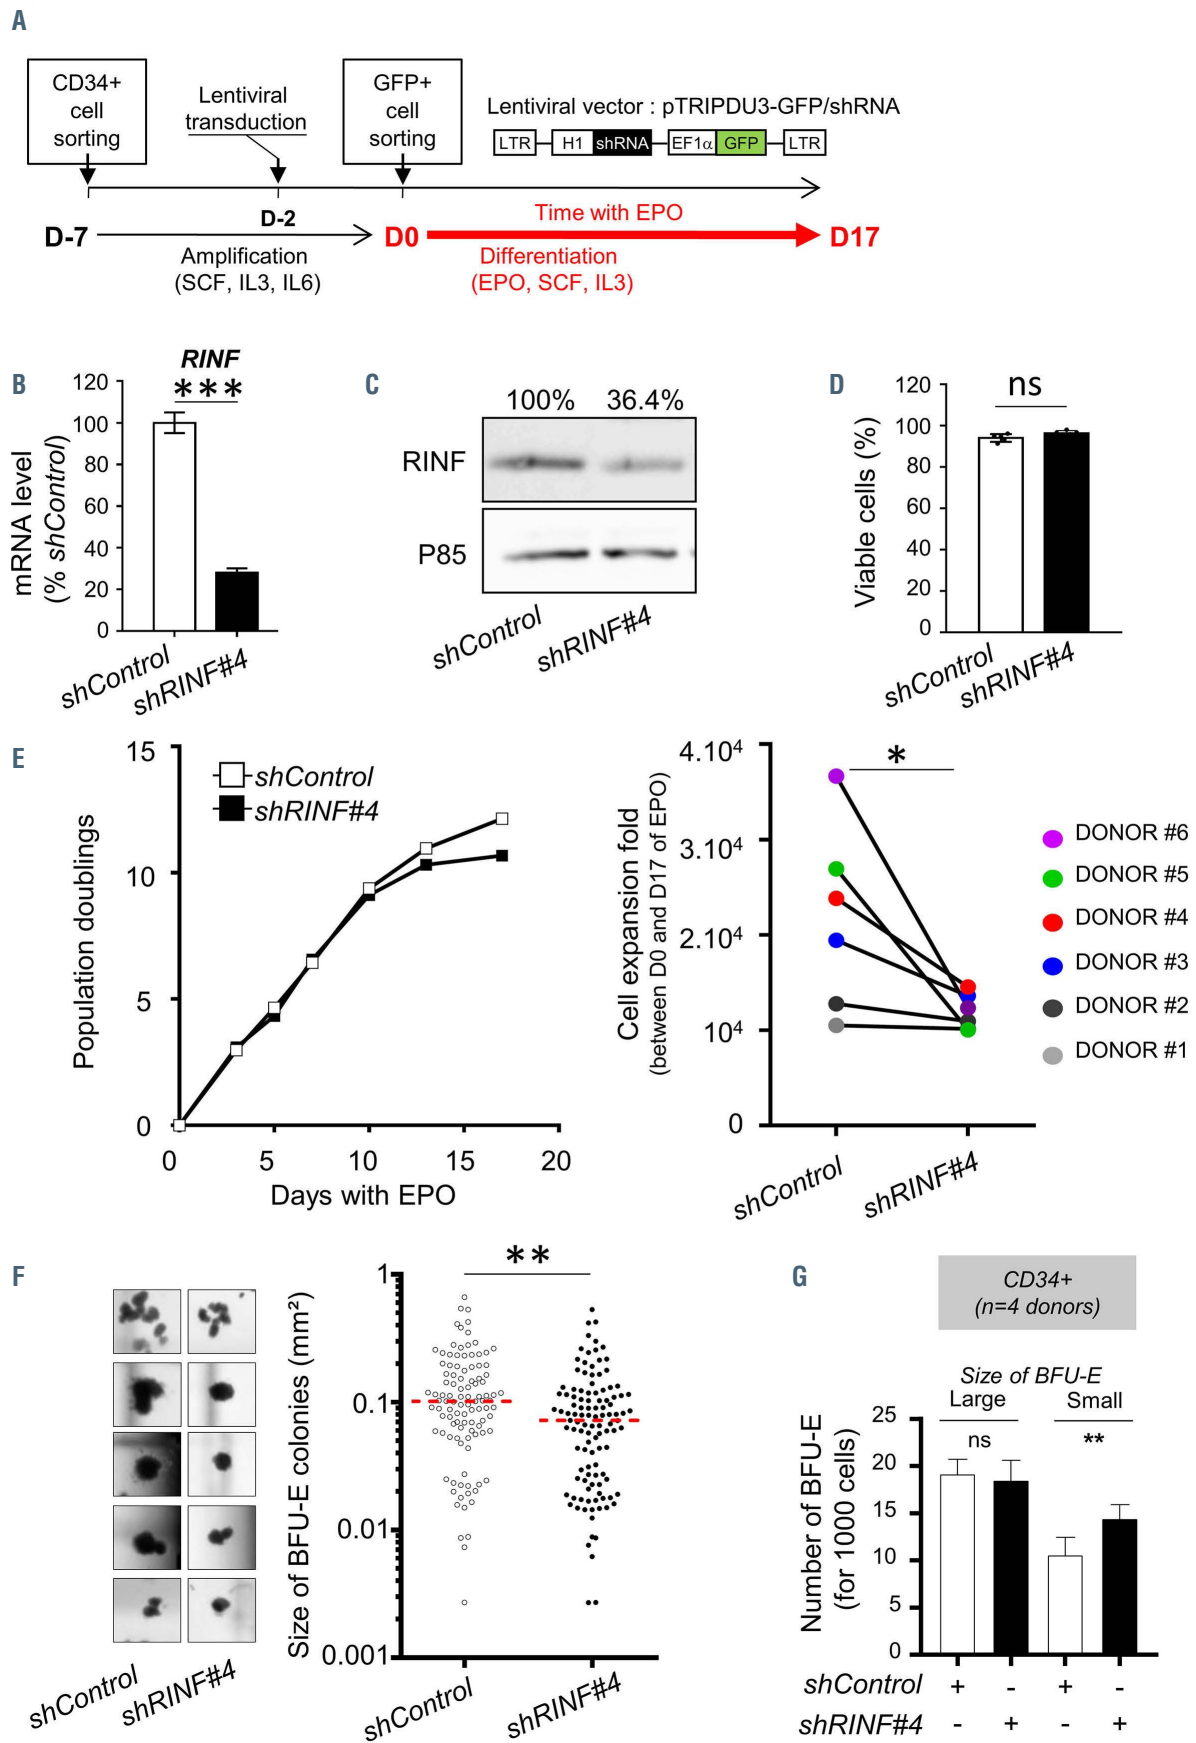 A
CD34+
cell
sorting
Lentiviral
transduction
GFP+
cell
sorting
Lentiviral vector : pTRIPDU3-GFP/shRNA
LTR H1 shRNA EF1α GFP LTR
D-7
D-2
D0
Time with EPO
D17
Amplification
(SCF, IL3, IL6)
Differentiation
(EPO, SCF, IL3)
B
RINF
***
mRNA level
(% shControl)
120
100
80
60
40
20
0
shControl
shRINF#4
C
100% 36.4%
RINF
P85
shControl
shRINF#4
D
ns
Viable cells (%)
120
100
80
60
40
20
0
shControl
shRINF#4
E
Population doublings
15
10
5
0
shControl
shRINF#4
0 5 10 15 20
Days with EPO
Cell expansion fold
(between D0 and D17 of EPO)
4.10⁴
3.10⁴
2.10⁴
10⁴
0
*
shControl
shRINF#4
DONOR #6
DONOR #5
DONOR #4
DONOR #3
DONOR #2
DONOR #1
F
shControl
shRINF#4
Size of BFU-E colonies (mm²)
**
1
0.1
0.01
0.001
shControl
shRINF#4
G
CD34+
(n=4 donors)
Size of BFU-E
Large Small
ns **
Number of BFU-E
(for 1000 cells)
25
20
15
10
5
0
shControl + - + -
shRINF#4 - + - +